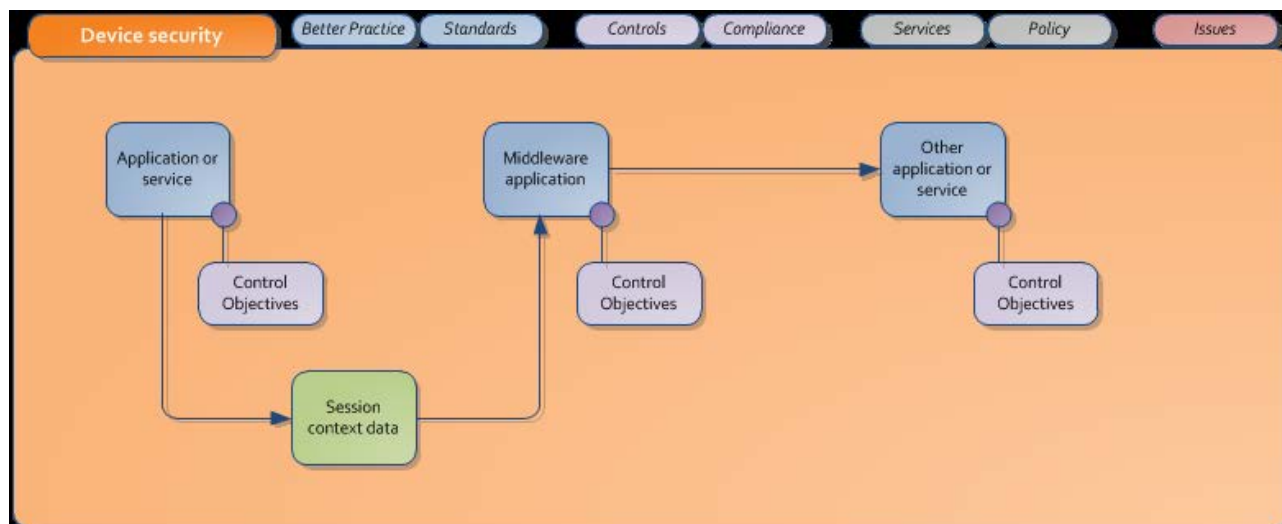 Device security
Better Practice
Standards
Controls
Compliance
Services
Policy
Issues
Application or
service
Middleware
application
Other
application or
service
Control
Objectives
Control
Objectives
Control
Objectives
Session
context data